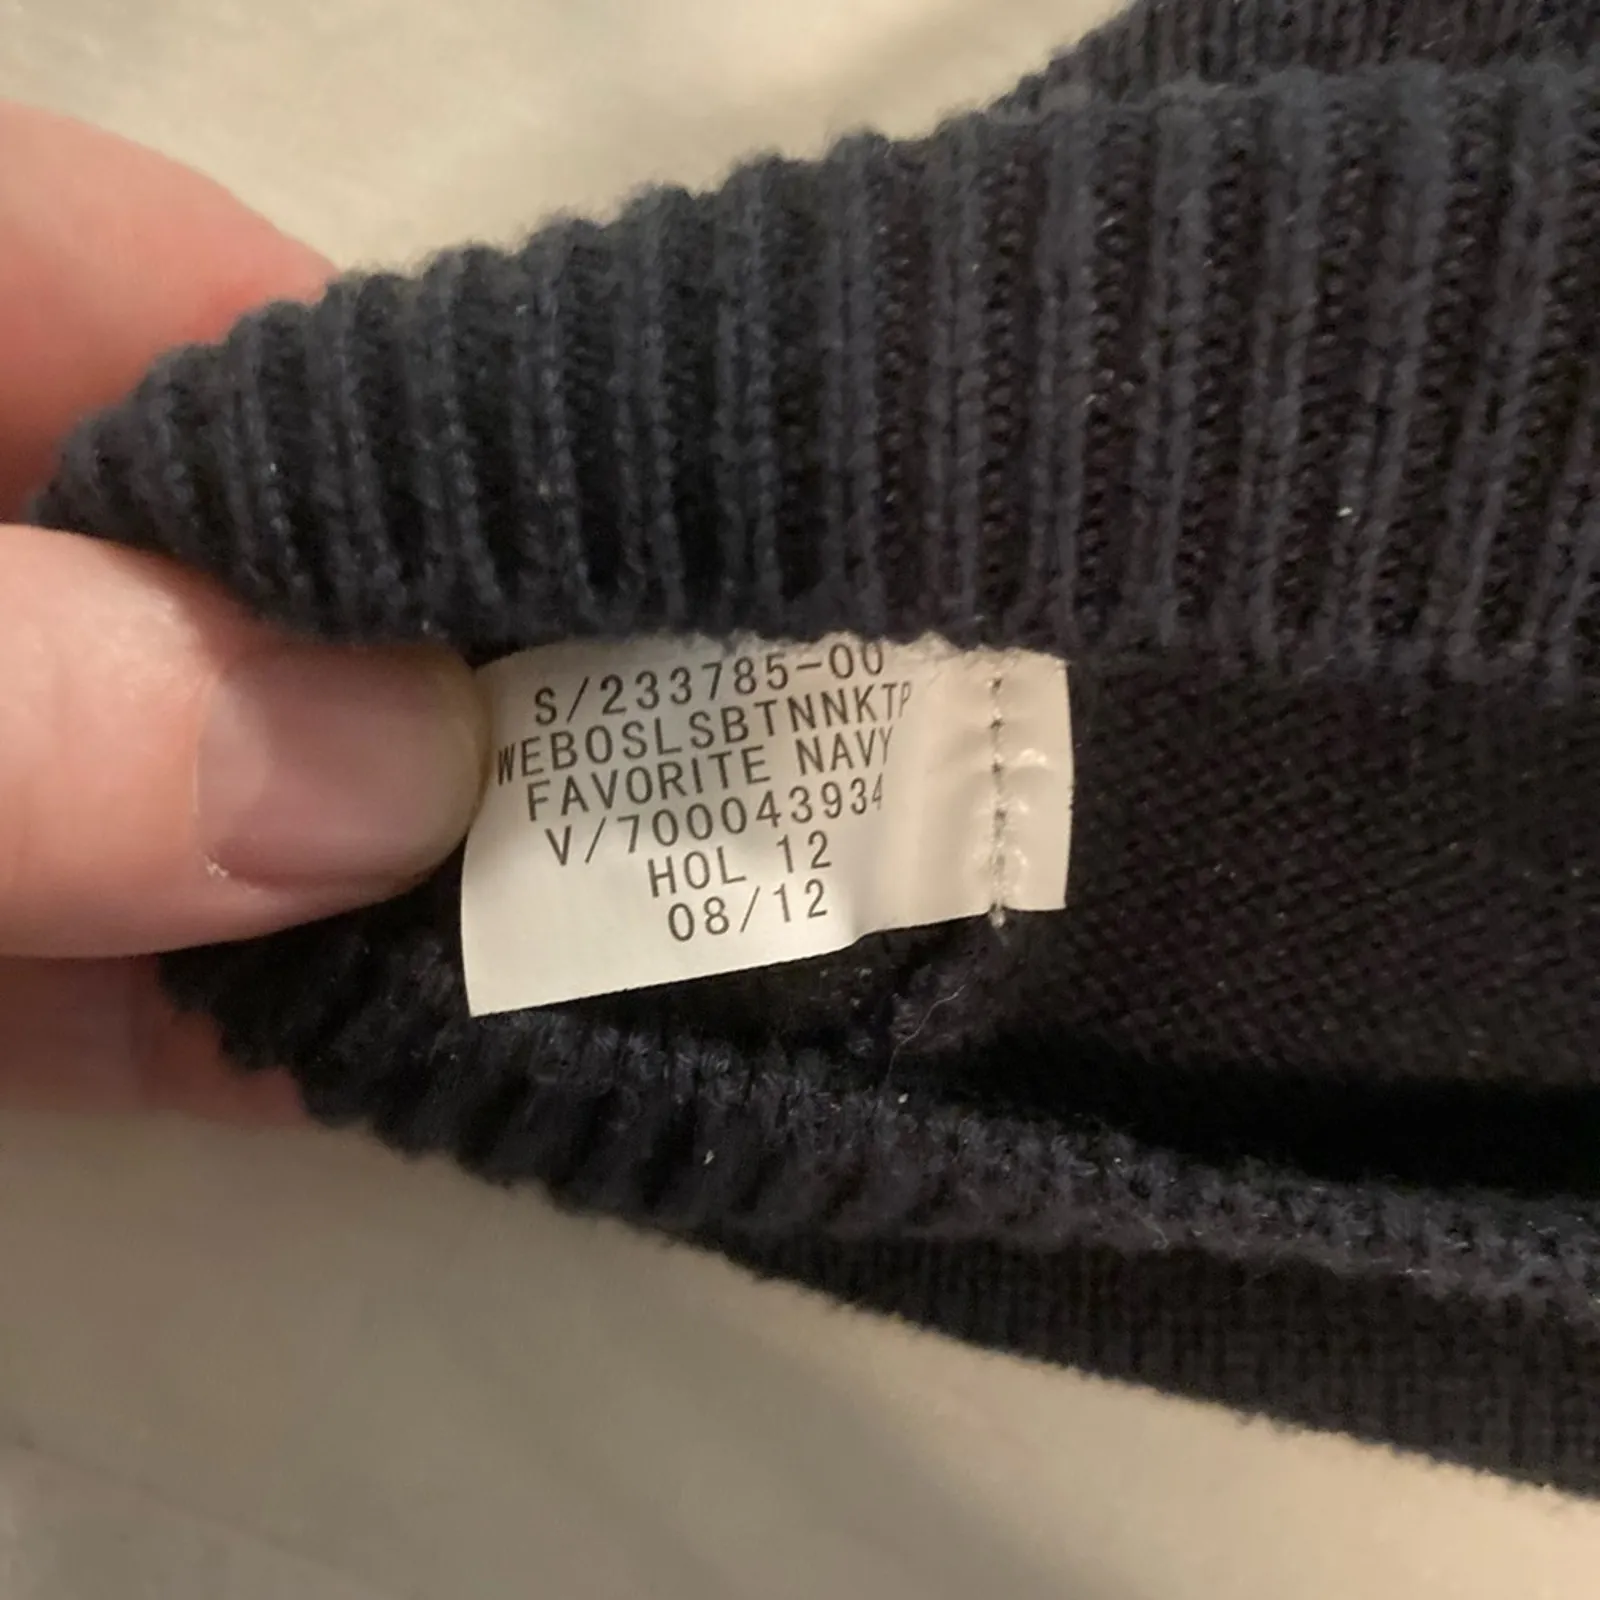 S/233785-00
WEBOSLSBTNNKTP
FAVORITE NAVY
V/700043934
HOL 12
08/12